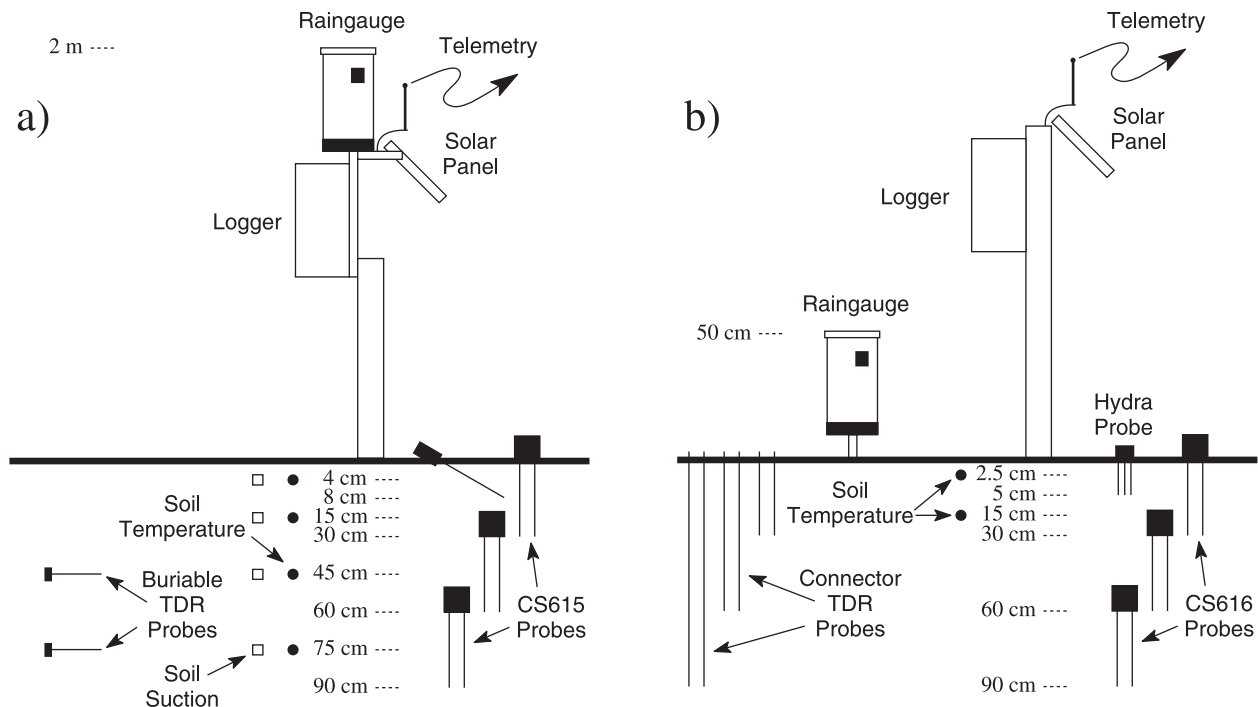 a)
Raingauge
2 m ----
Telemetry
Solar
Panel
Logger
4 cm ----
8 cm ----
Soil
Temperature
15 cm ----
30 cm ----
45 cm ----
Buriable
TDR
Probes
60 cm ----
CS615
Probes
75 cm ----
Soil
Suction
90 cm ----
b)
Telemetry
Solar
Panel
Logger
Raingauge
50 cm ----
Hydra
Probe
2.5 cm ----
5 cm ----
Soil
Temperature
15 cm ----
30 cm ----
Connector
TDR
Probes
60 cm ----
CS616
Probes
90 cm ----